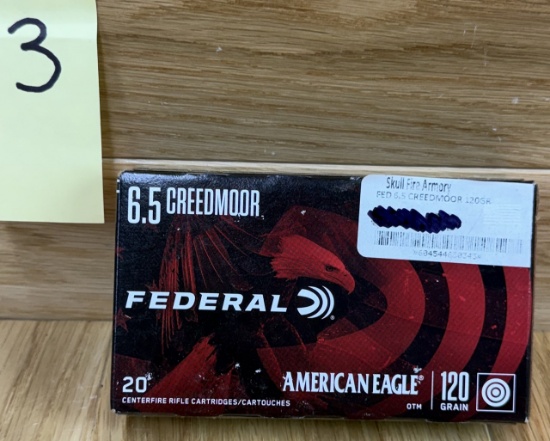 3
Skull Fire Armory
FED 6.5 CREEDMOOR 120GR
6.5 CREEDMOOR
FEDERAL
20
AMERICAN EAGLE®
120
GRAIN
OTM
CENTERFIRE RIFLE CARTRIDGES/CARTOUCHES